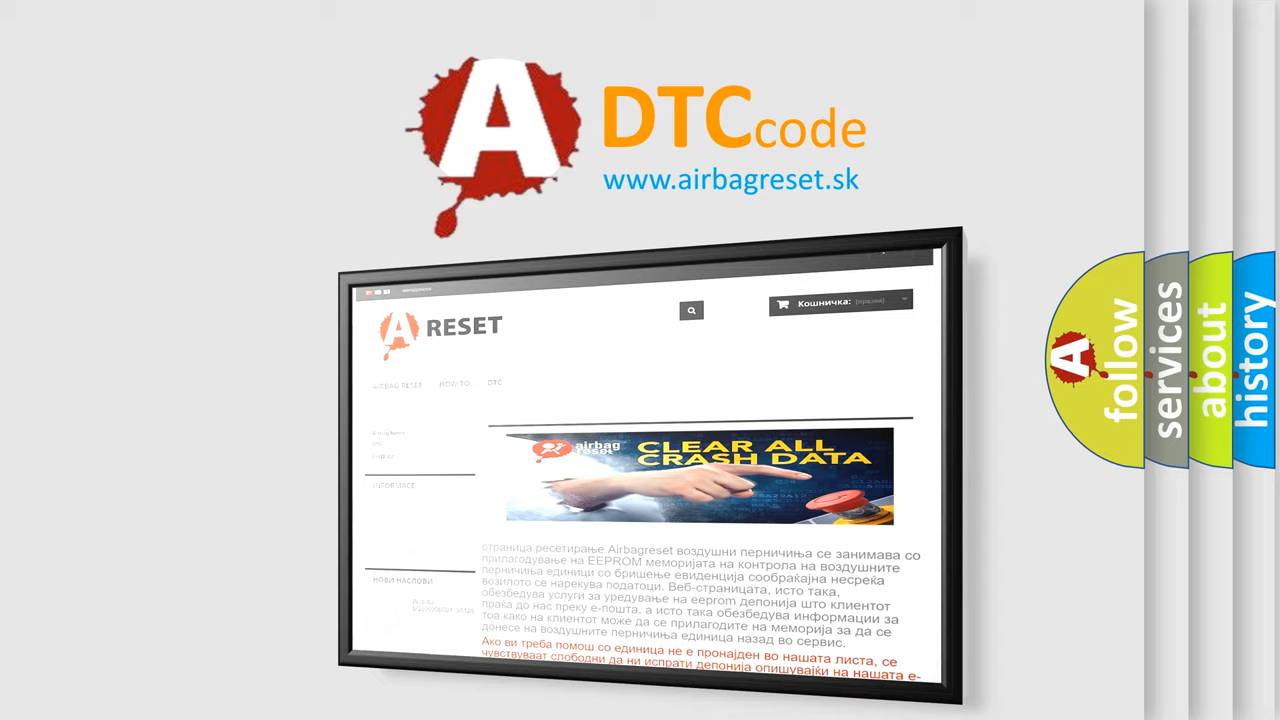 A
DTC code
www.airbagreset.sk
Кошничка: (празна)
A RESET
AIRBAG RESET HOW TO DTC
INFORMACE
НОВИ НАСЛОВИ
airbag reset
CLEAR ALL
CRASH DATA
страница ресетирање Airbagreset воздушни перничиња се занимава со
прилагодување на EEPROM меморијата на контрола на воздушните
перничиња единици со бришење евиденција сообраќајна несреќа
возилото се нарекува податоци. Веб-страницата, исто така,
обезбедува услуги за уредување на eeprom депонија што клиентот
праќа до нас преку е-пошта, а исто така обезбедува информации за
тоа како на клиентот може да се прилагодите на меморија за да се
донесе на воздушните перничиња единица назад во сервис.
Ако ви треба помош со единица не е пронајден во нашата листа, се
чувствуваат слободни да ни испрати депонија опишувајќи на нашата е-
A
follow
services
about
history